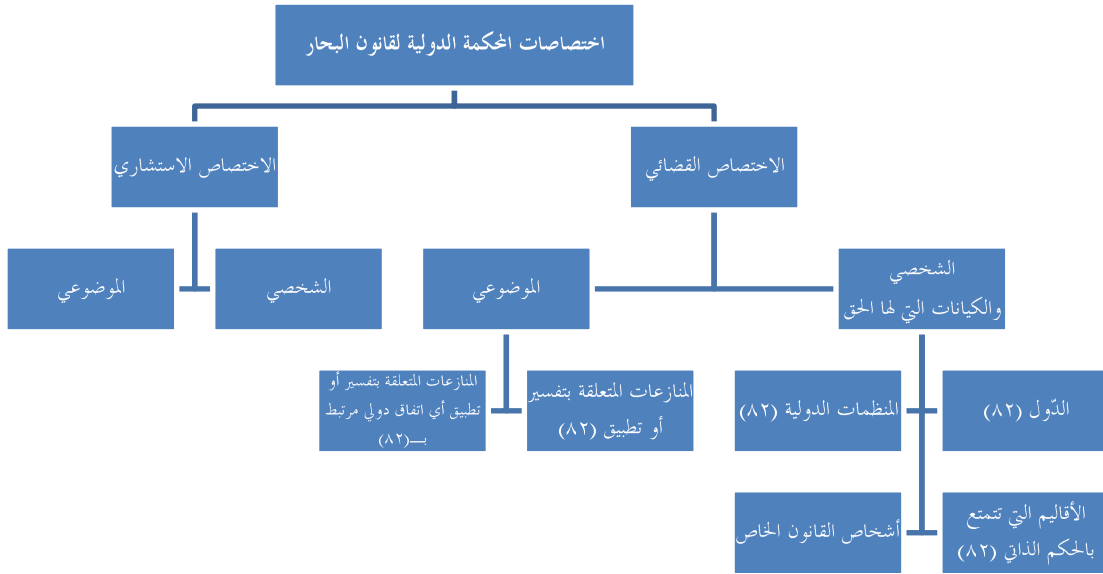 اختصاصات المحكمة الدولية لقانون البحار
الاختصاص القضائي
الاختصاص الاستشاري
الشخصي
والكيانات التي لها الحق
الموضوعي
الشخصي
الموضوعي
الدّول (٨٢)
المنظمات الدولية (٨٢)
الأقاليم التي تتمتع
بالحكم الذاتي (٨٢)
أشخاص القانون الخاص
المنازعات المتعلقة بتفسير
أو تطبيق (٨٢)
المنازعات المتعلقة بتفسير أو
تطبيق أي اتفاق دولي مرتبط
بــ(٨٢)